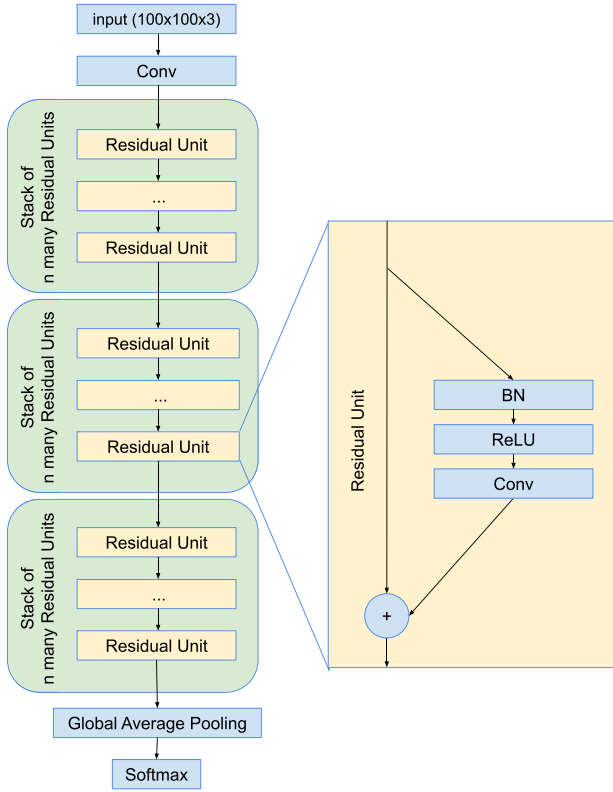 input (100x100x3)
Conv
Stack of
n many Residual Units
Residual Unit
...
Residual Unit
Stack of
n many Residual Units
Residual Unit
...
Residual Unit
Stack of
n many Residual Units
Residual Unit
...
Residual Unit
Global Average Pooling
Softmax
Residual Unit
BN
ReLU
Conv
+